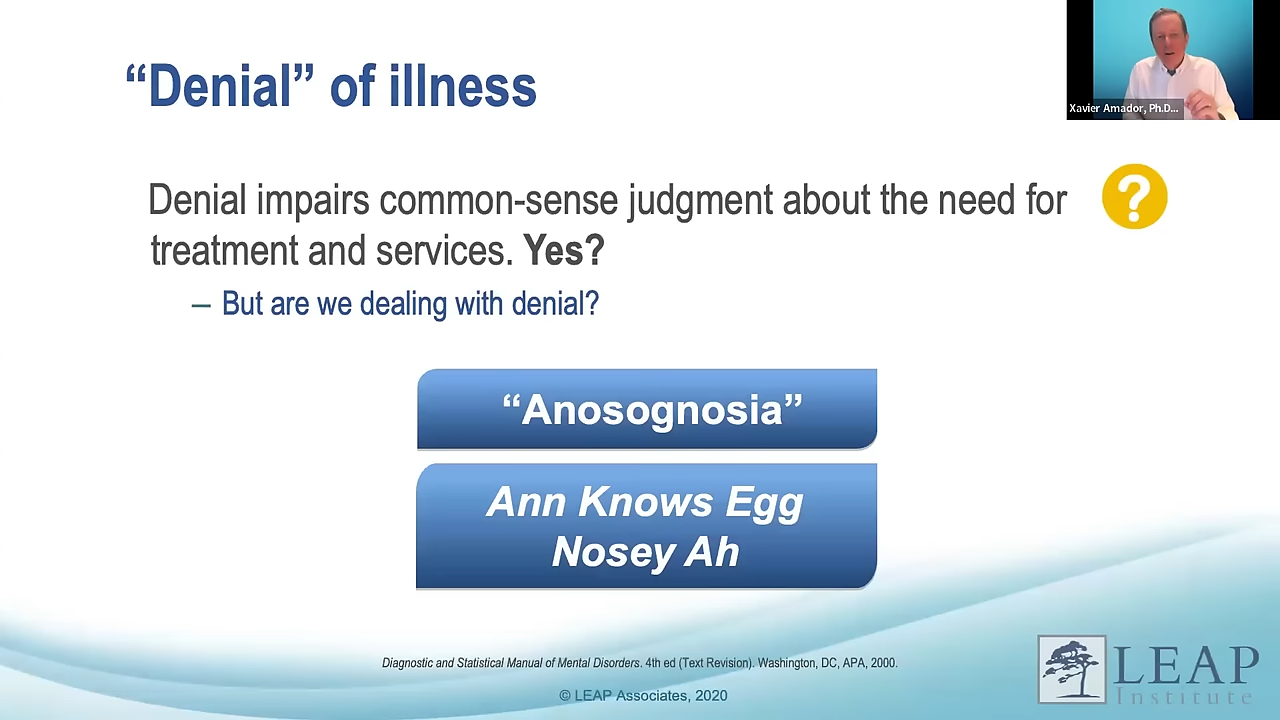 “Denial” of illness
Xavier Amador, Ph.D...
Denial impairs common-sense judgment about the need for
?
treatment and services. Yes?
– But are we dealing with denial?
“Anosognosia”
Ann Knows Egg
Nosey Ah
Diagnostic and Statistical Manual of Mental Disorders. 4th ed (Text Revision). Washington, DC, APA, 2000.
© LEAP Associates, 2020
LEAP
Institute